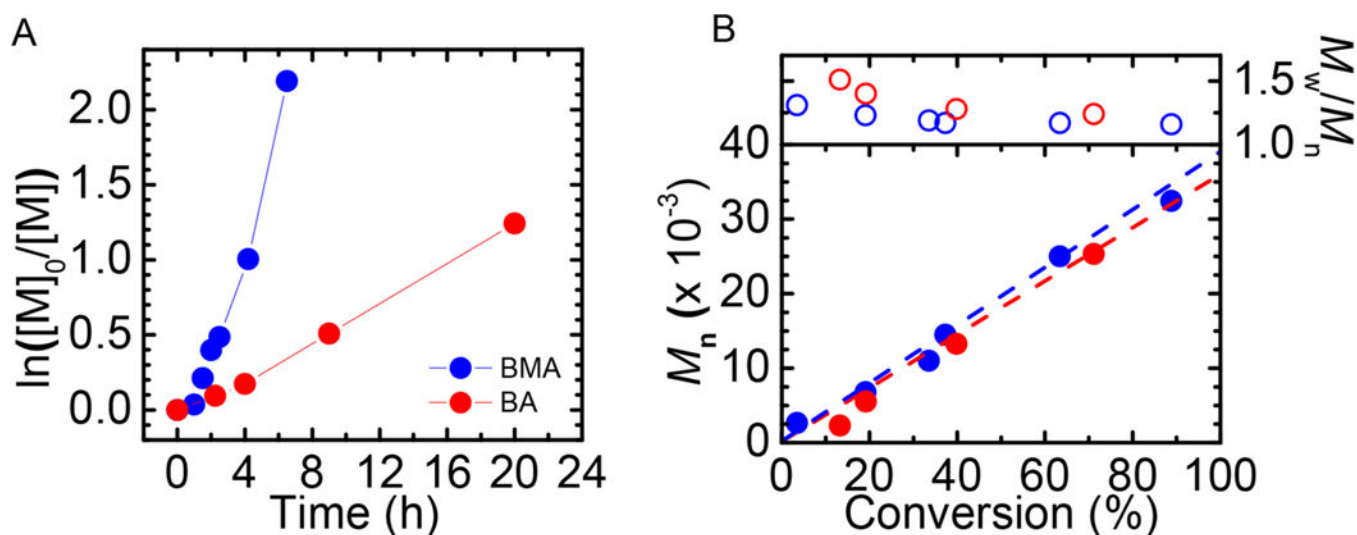 A
ln([M]₀/[M])
2.0
1.5
1.0
0.5
0.0
BMA
BA
0 4 8 12 16 20 24
Time (h)
B
1.5
1.0
Mw/Mn
40
30
20
10
0
Mn (x 10⁻³)
0 20 40 60 80 100
Conversion (%)